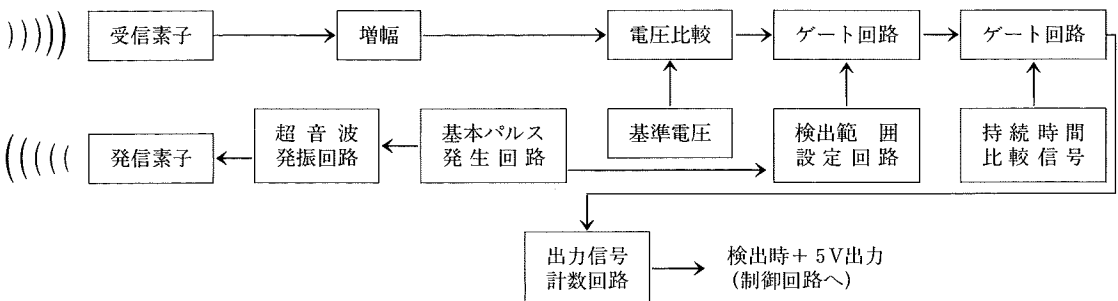 受信素子
増幅
電圧比較
ゲート回路
ゲート回路
発信素子
超音波
発振回路
基本パルス
発生回路
基準電圧
検出範囲
設定回路
持続時間
比較信号
出力信号
計数回路
検出時+5V出力
(制御回路へ)